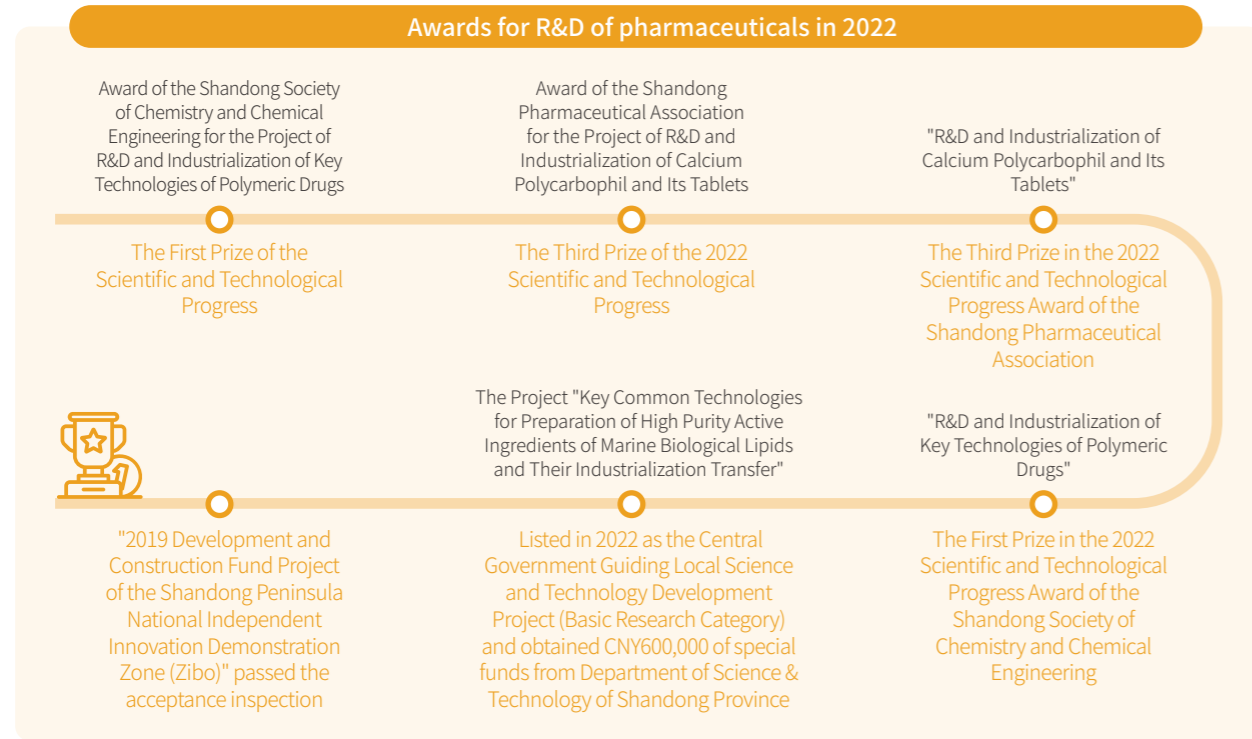 Awards for R&D of pharmaceuticals in 2022
Award of the Shandong Society
of Chemistry and Chemical
Engineering for the Project of
R&D and Industrialization of Key
Technologies of Polymeric Drugs
The First Prize of the
Scientific and Technological
Progress
Award of the Shandong
Pharmaceutical Association
for the Project of R&D and
Industrialization of Calcium
Polycarbophil and Its Tablets
The Third Prize of the 2022
Scientific and Technological
Progress
"R&D and Industrialization of
Calcium Polycarbophil and Its
Tablets"
The Third Prize in the 2022
Scientific and Technological
Progress Award of the
Shandong Pharmaceutical
Association
"R&D and Industrialization of
Key Technologies of Polymeric
Drugs"
The First Prize in the 2022
Scientific and Technological
Progress Award of the
Shandong Society of
Chemistry and Chemical
Engineering
The Project "Key Common Technologies
for Preparation of High Purity Active
Ingredients of Marine Biological Lipids
and Their Industrialization Transfer"
Listed in 2022 as the Central
Government Guiding Local Science
and Technology Development
Project (Basic Research Category)
and obtained CNY600,000 of special
funds from Department of Science &
Technology of Shandong Province
1
"2019 Development and
Construction Fund Project
of the Shandong Peninsula
National Independent
Innovation Demonstration
Zone (Zibo)" passed the
acceptance inspection